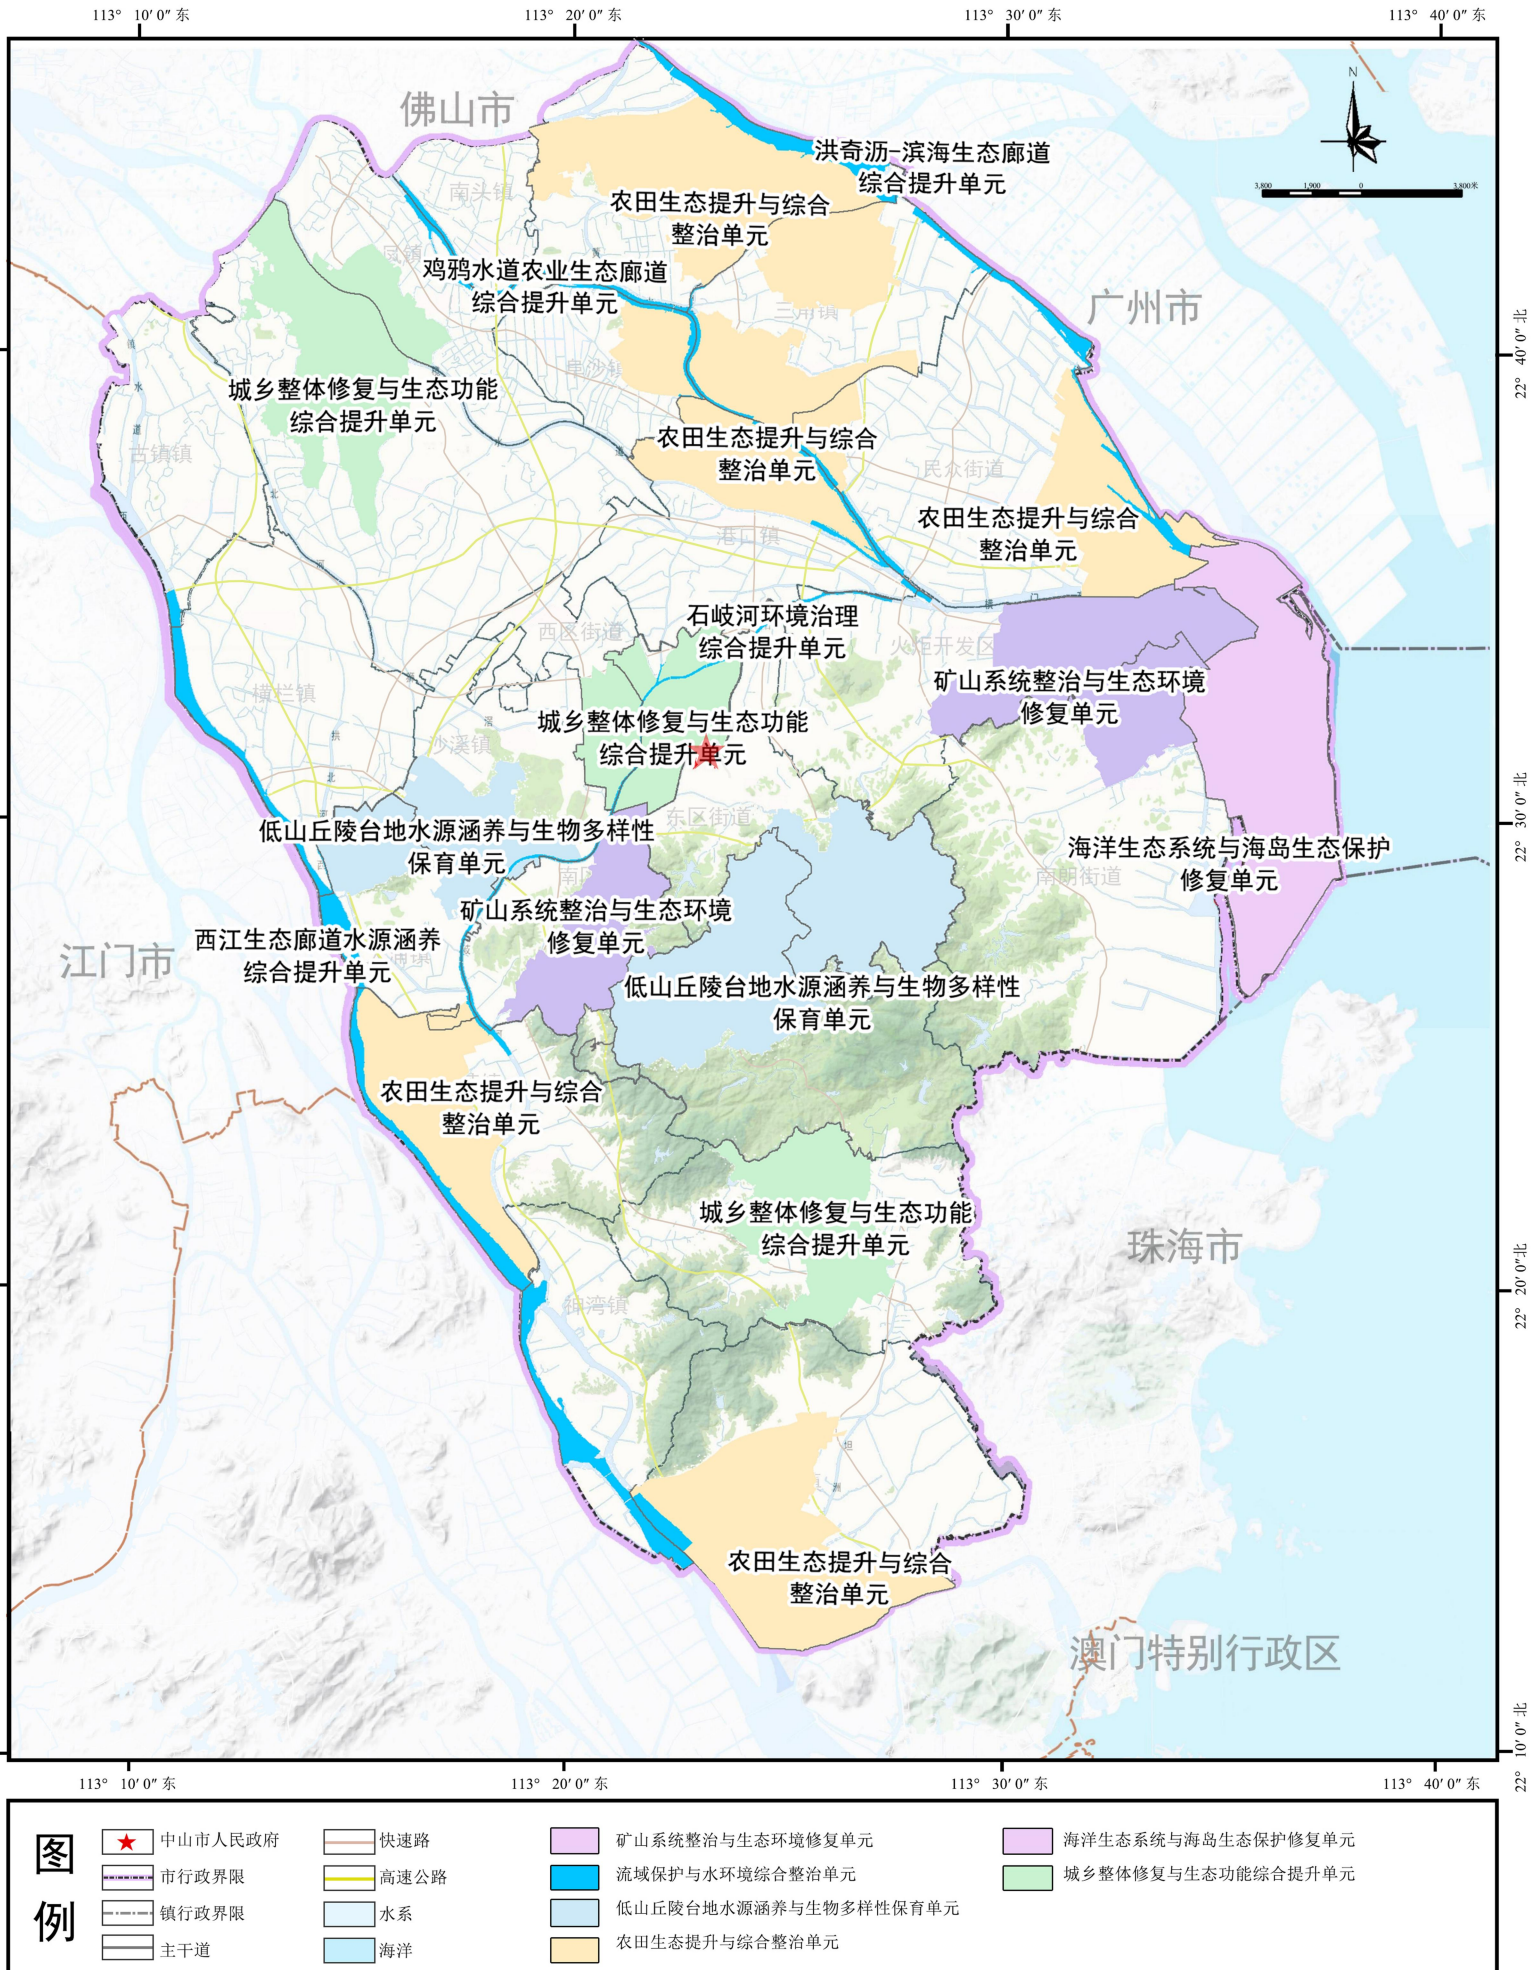 113° 10′ 0″ 东
113° 20′ 0″ 东
113° 30′ 0″ 东
113° 40′ 0″ 东
佛山市
N
3,800 1,900 0 3,800米
洪奇沥-滨海生态廊道
综合提升单元
南头镇
农田生态提升与综合
整治单元
鸡鸦水道农业生态廊道
综合提升单元
三角镇
广州市
22° 40′ 0″ 北
阜沙镇
城乡整体修复与生态功能
综合提升单元
古镇镇
农田生态提升与综合
整治单元
民众街道
农田生态提升与综合
整治单元
港口镇
石岐河环境治理
综合提升单元
西区街道
火炬开发区
横栏镇
矿山系统整治与生态环境
修复单元
沙溪镇
城乡整体修复与生态功能
综合提升单元
东区街道
22° 30′ 0″ 北
低山丘陵台地水源涵养与生物多样性
保育单元
海洋生态系统与海岛生态保护
修复单元
南朗街道
矿山系统整治与生态环境
修复单元
江门市
西江生态廊道水源涵养
综合提升单元
低山丘陵台地水源涵养与生物多样性
保育单元
农田生态提升与综合
整治单元
城乡整体修复与生态功能
综合提升单元
珠海市
22° 20′ 0″ 北
神湾镇
坦
洲
农田生态提升与综合
整治单元
澳门特别行政区
22° 10′ 0″ 北
113° 10′ 0″ 东
113° 20′ 0″ 东
113° 30′ 0″ 东
113° 40′ 0″ 东
图
例
中山市人民政府
市行政界限
镇行政界限
主干道
快速路
高速公路
水系
海洋
矿山系统整治与生态环境修复单元
流域保护与水环境综合整治单元
低山丘陵台地水源涵养与生物多样性保育单元
农田生态提升与综合整治单元
海洋生态系统与海岛生态保护修复单元
城乡整体修复与生态功能综合提升单元